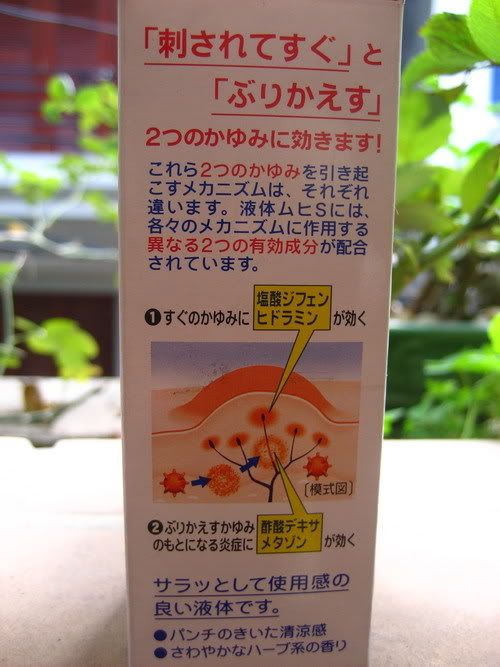 「刺されてすぐ」と
「ぶりかえす」
2つのかゆみに効きます!
これら2つのかゆみを引き起
こすメカニズムは、それぞれ
違います。液体ムヒSには、
各々のメカニズムに作用する
異なる2つの有効成分が配合
されています。
❶すぐのかゆみに 塩酸ジフェン
ヒドラミン が効く
〔模式図〕
❷ぶりかえすかゆみ
のもとになる炎症に 酢酸デキサ
メタゾン が効く
サラッとして使用感の
良い液体です。
●パンチのきいた清涼感
●さわやかなハーブ系の香り